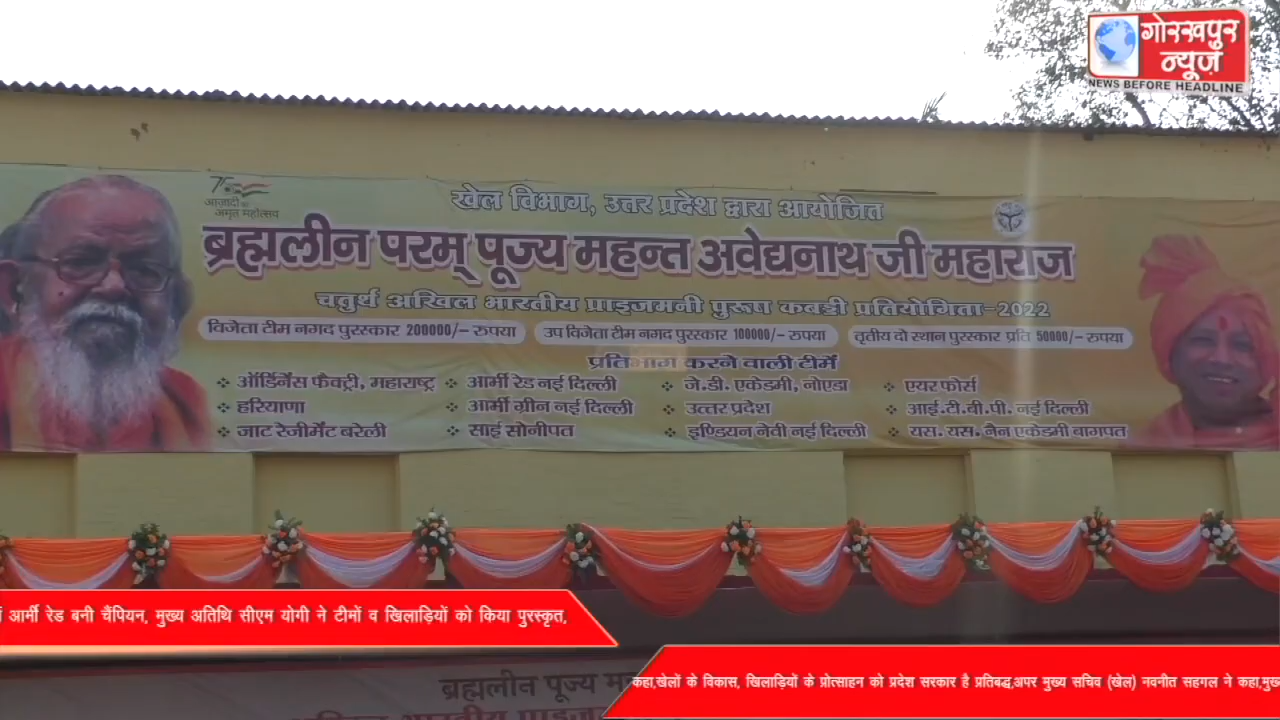 गोरखपुर
न्यूज़
NEWS BEFORE HEADLINE
75
आज़ादी का
अमृत महोत्सव
खेल विभाग, उत्तर प्रदेश द्वारा आयोजित
ब्रह्मलीन परम् पूज्य महन्त अवेद्यनाथ जी महाराज
चतुर्थ अखिल भारतीय प्राइजमनी पुरूष कबड्डी प्रतियोगिता-2022
विजेता टीम नगद पुरस्कार 200000/- रुपया उप विजेता टीम नगद पुरस्कार 100000/- रुपया तृतीय दो स्थान पुरस्कार प्रति 50000/- रुपया
प्रतिभाग करने वाली टीमें
ऑर्डिनेंस फैक्ट्री, महाराष्ट्र आर्मी रेड नई दिल्ली जे.डी. एकेडमी, नोएडा एयर फोर्स
हरियाणा आर्मी ग्रीन नई दिल्ली उत्तर प्रदेश आई.टी.बी.पी. नई दिल्ली
जाट रेजीमेंट बरेली साई सोनीपत इण्डियन नेवी नई दिल्ली यस. यस. नैन एकेडमी बागपत
आर्मी रेड बनी चैंपियन, मुख्य अतिथि सीएम योगी ने टीमों व खिलाड़ियों को किया पुरस्कृत,
कहा,खेलों के विकास, खिलाड़ियों के प्रोत्साहन को प्रदेश सरकार है प्रतिबद्ध,अपर मुख्य सचिव (खेल) नवनीत सहगल ने कहा,मुख्
ब्रह्मलीन पूज्य